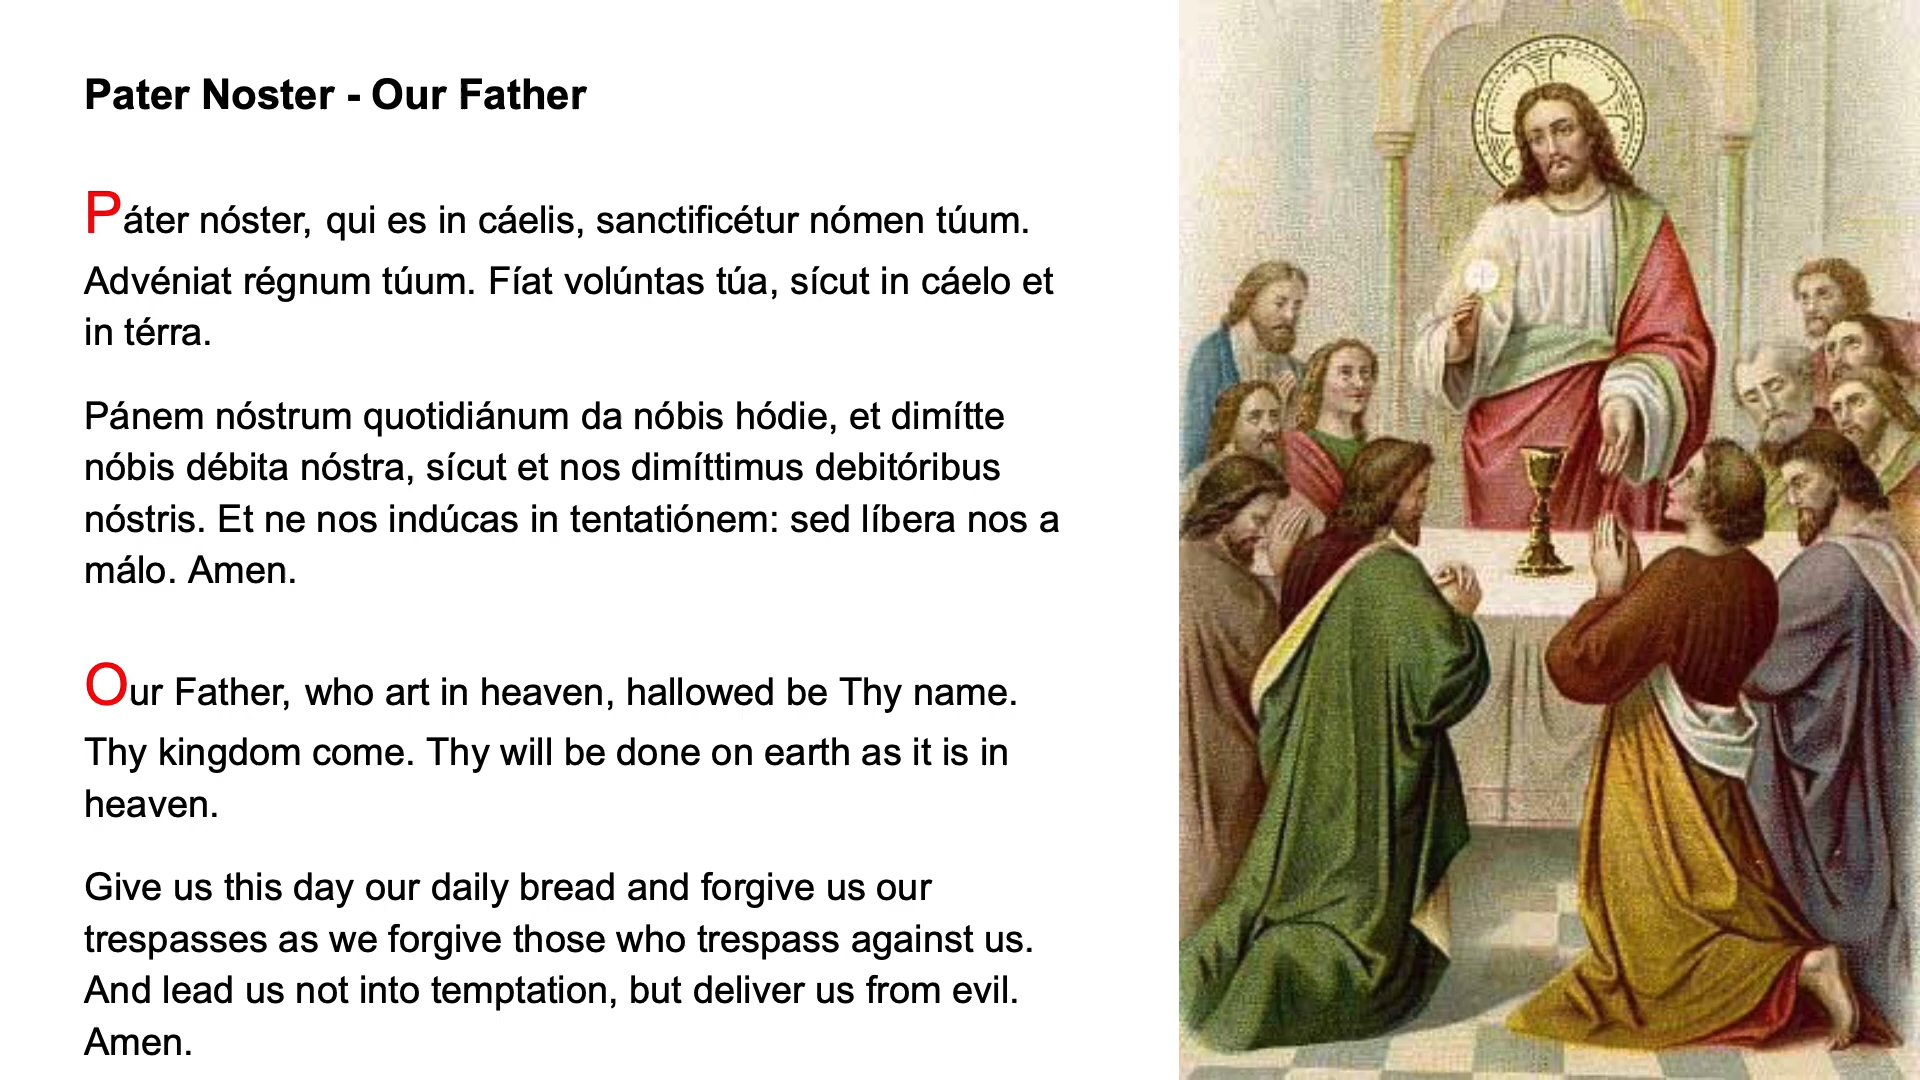 Pater Noster - Our Father
Páter nóster, qui es in cáelis, sanctificétur nómen túum.
Advéniat régnum túum. Fíat volúntas túa, sícut in cáelo et
in térra.
Pánem nóstrum quotidiánum da nóbis hódie, et dimítte
nóbis débita nóstra, sícut et nos dimíttimus debitóribus
nóstris. Et ne nos indúcas in tentatiónem: sed líbera nos a
málo. Amen.
Our Father, who art in heaven, hallowed be Thy name.
Thy kingdom come. Thy will be done on earth as it is in
heaven.
Give us this day our daily bread and forgive us our
trespasses as we forgive those who trespass against us.
And lead us not into temptation, but deliver us from evil.
Amen.